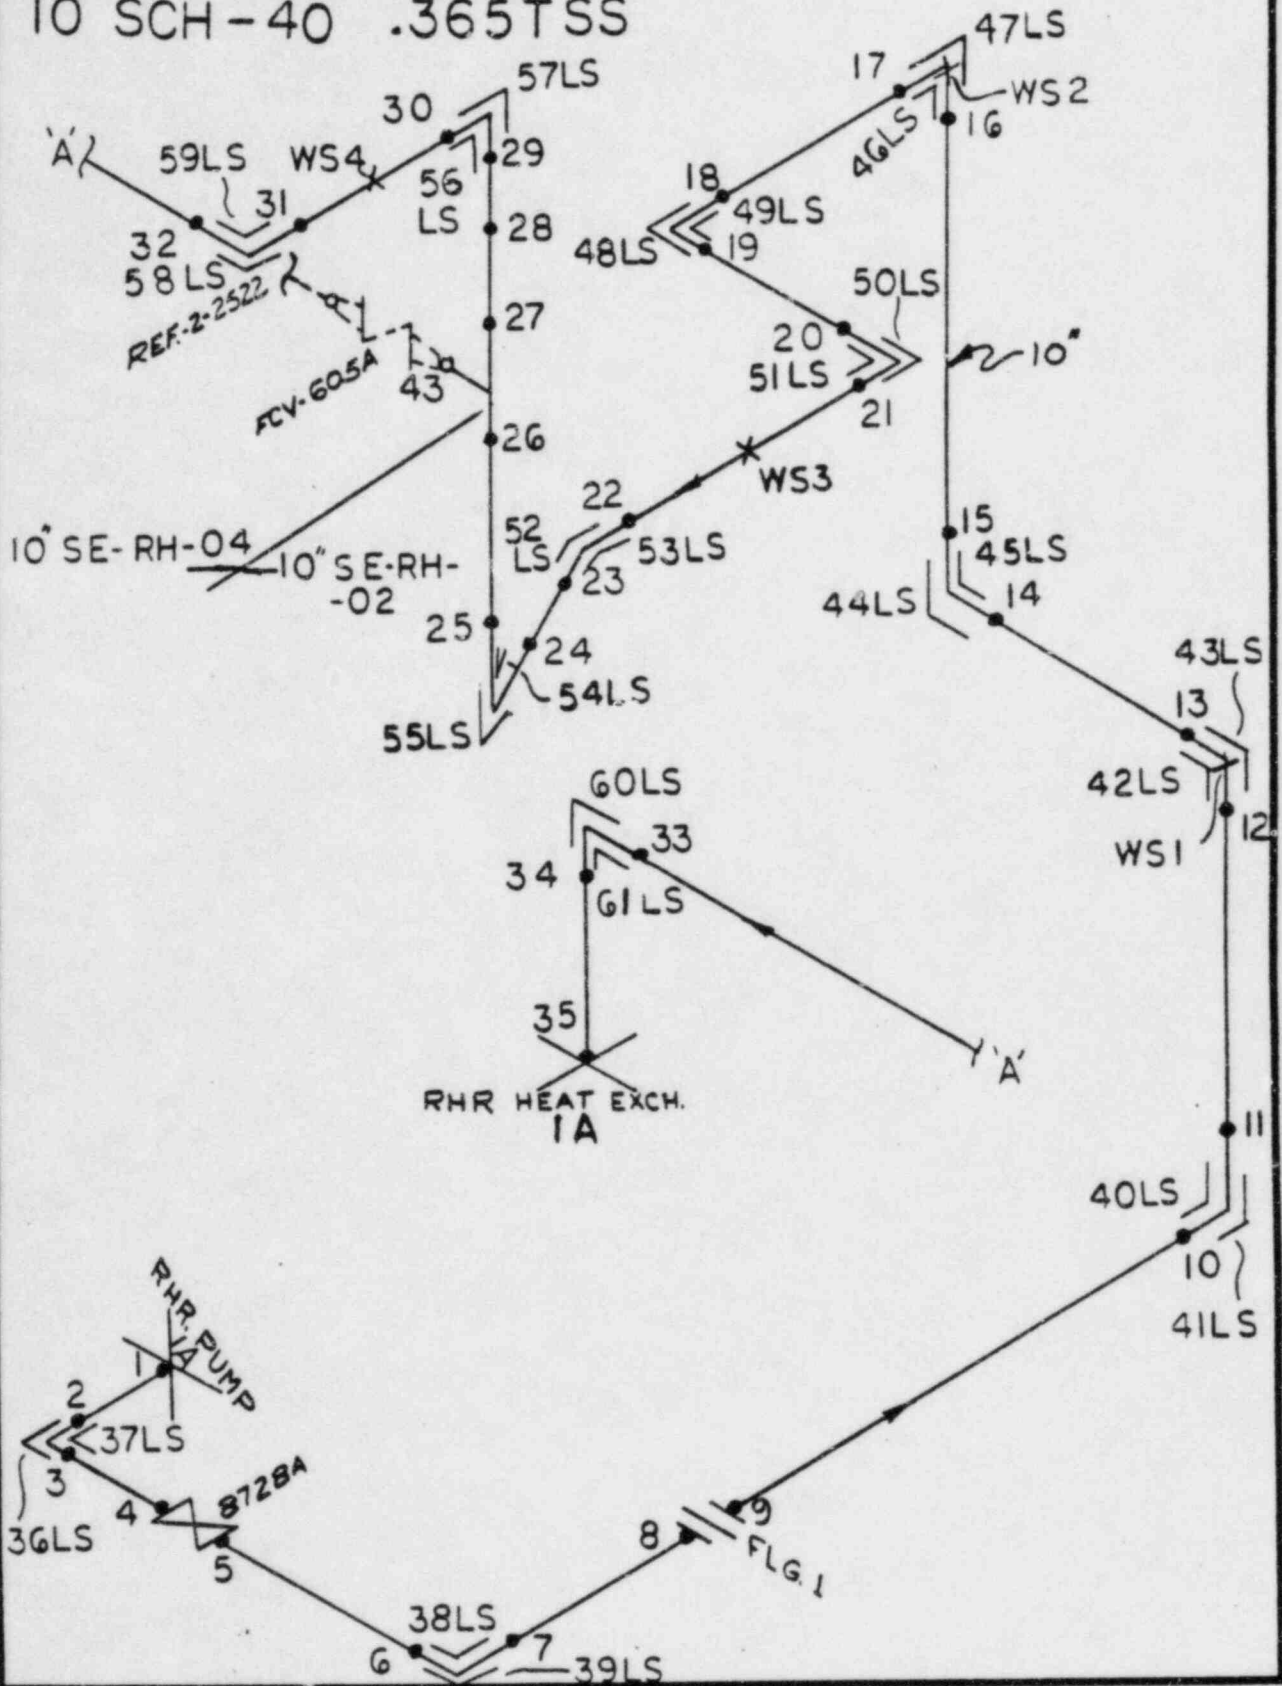 10 SCH-40 .365TSS
47LS
17
WS2
16
46LS
57LS
30
'A'
59LS
WS4
29
56
LS
31
28
32
58LS
REF.-2-2522
27
FCV-605A
43
26
18
49LS
48LS
19
50LS
20
51LS
10"
21
WS3
22
52
LS
53LS
23
15
45LS
10" SE-RH-04
10" SE-RH-
-02
44LS
14
25
24
54LS
55LS
43LS
13
42LS
12
WS1
60LS
33
34
61LS
35
'A'
RHR HEAT EXCH.
1A
11
40LS
10
41LS
RHR. PUMP
1A
1
2
37LS
3
36LS
4
8728A
5
8
9
FLG. 1
38LS
6
7
39LS